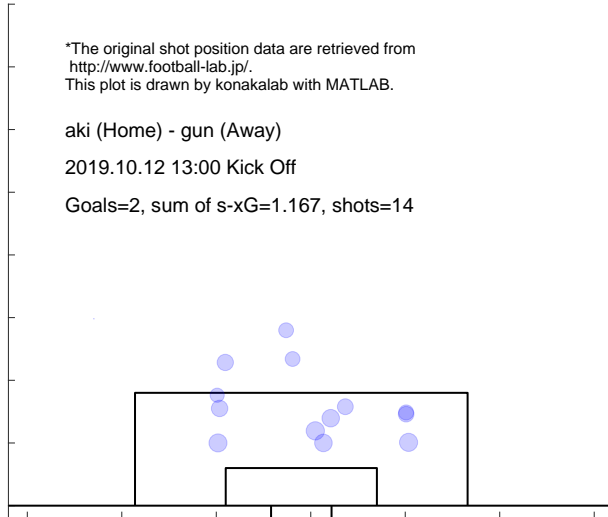 *The original shot position data are retrieved from
http://www.football-lab.jp/.
This plot is drawn by konakalab with MATLAB.
aki (Home) - gun (Away)
2019.10.12 13:00 Kick Off
Goals=2, sum of s-xG=1.167, shots=14